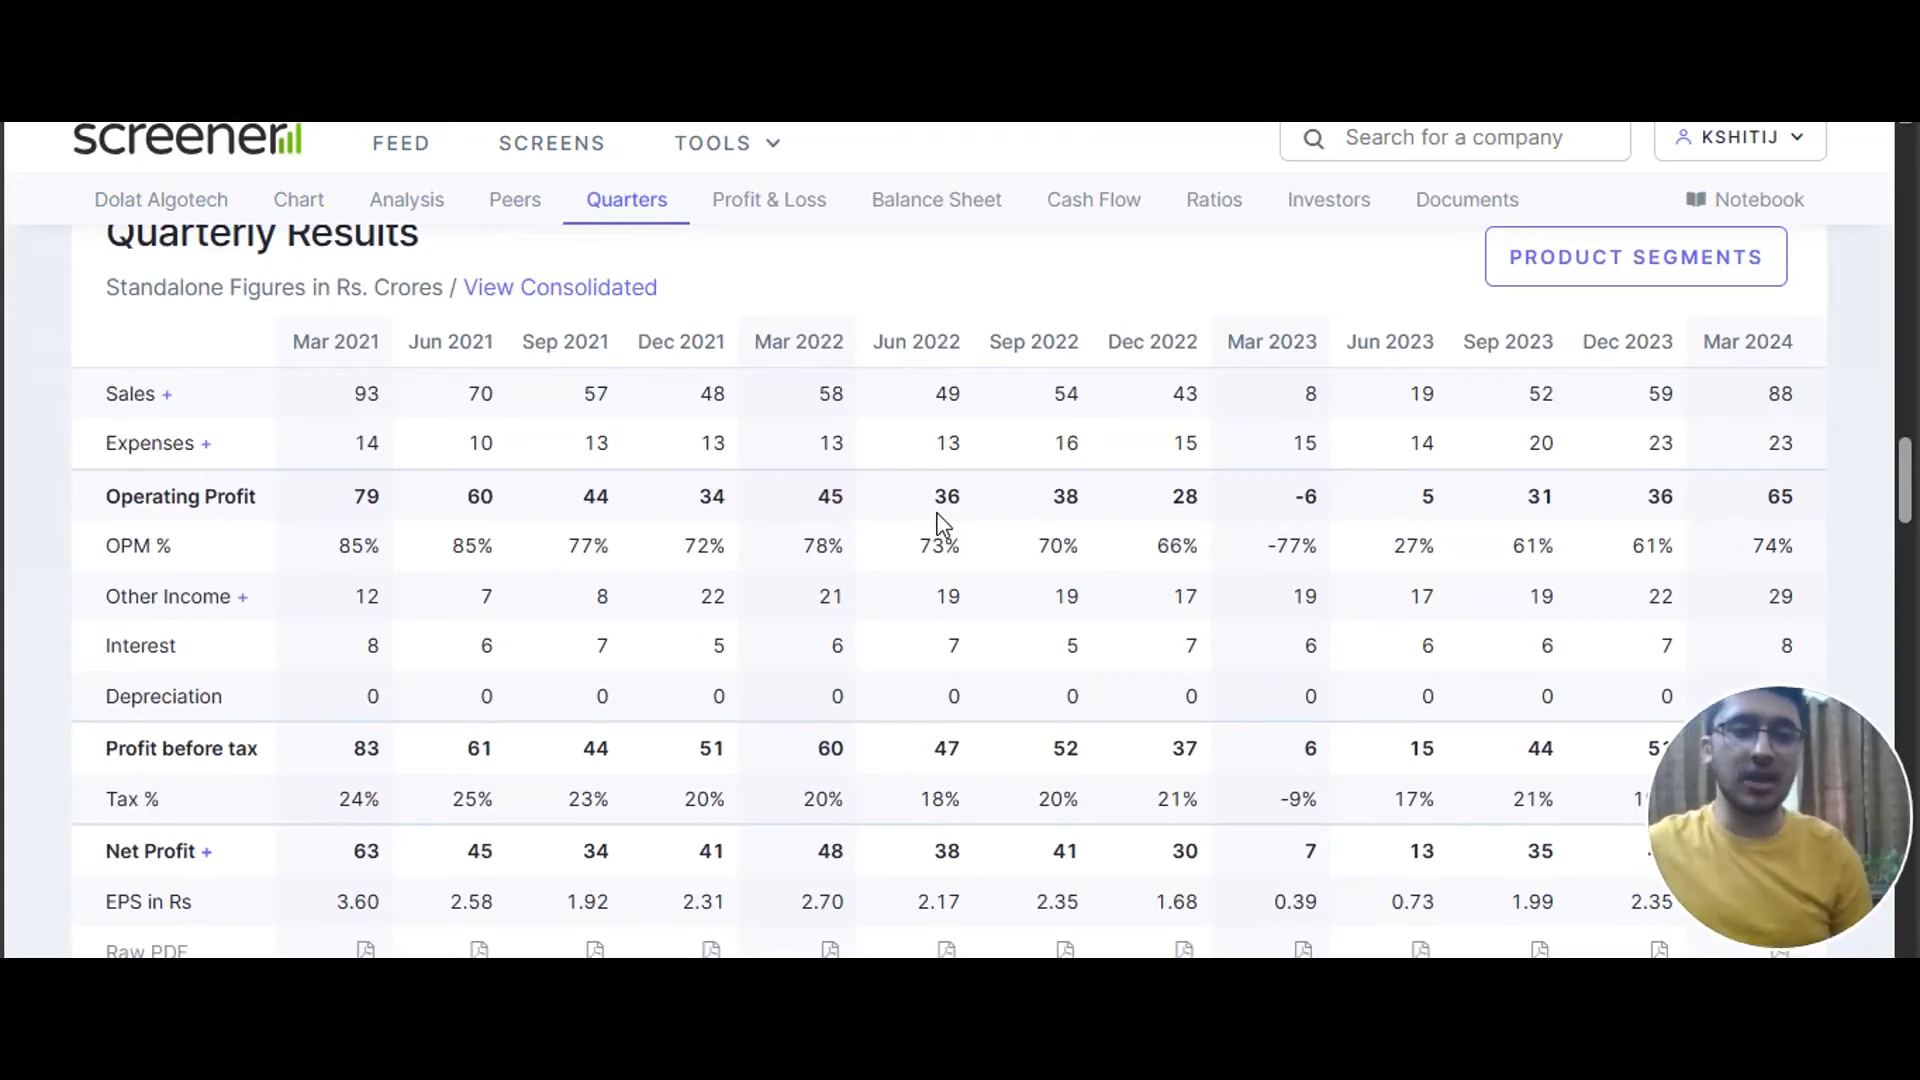 screener FEED SCREENS TOOLS Search for a company KSHITIJ
Dolat Algotech Chart Analysis Peers Quarters Profit & Loss Balance Sheet Cash Flow Ratios Investors Documents Notebook
Quarterly Results
PRODUCT SEGMENTS
Standalone Figures in Rs. Crores / View Consolidated
Mar 2021 Jun 2021 Sep 2021 Dec 2021 Mar 2022 Jun 2022 Sep 2022 Dec 2022 Mar 2023 Jun 2023 Sep 2023 Dec 2023 Mar 2024
Sales + 93 70 57 48 58 49 54 43 8 19 52 59 88
Expenses + 14 10 13 13 13 13 16 15 15 14 20 23 23
Operating Profit 79 60 44 34 45 36 38 28 -6 5 31 36 65
OPM % 85% 85% 77% 72% 78% 73% 70% 66% -77% 27% 61% 61% 74%
Other Income + 12 7 8 22 21 19 19 17 19 17 19 22 29
Interest 8 6 7 5 6 7 5 7 6 6 6 7 8
Depreciation 0 0 0 0 0 0 0 0 0 0 0 0
Profit before tax 83 61 44 51 60 47 52 37 6 15 44
Tax % 24% 25% 23% 20% 20% 18% 20% 21% -9% 17% 21%
Net Profit + 63 45 34 41 48 38 41 30 7 13 35
EPS in Rs 3.60 2.58 1.92 2.31 2.70 2.17 2.35 1.68 0.39 0.73 1.99 2.35
Raw PDF